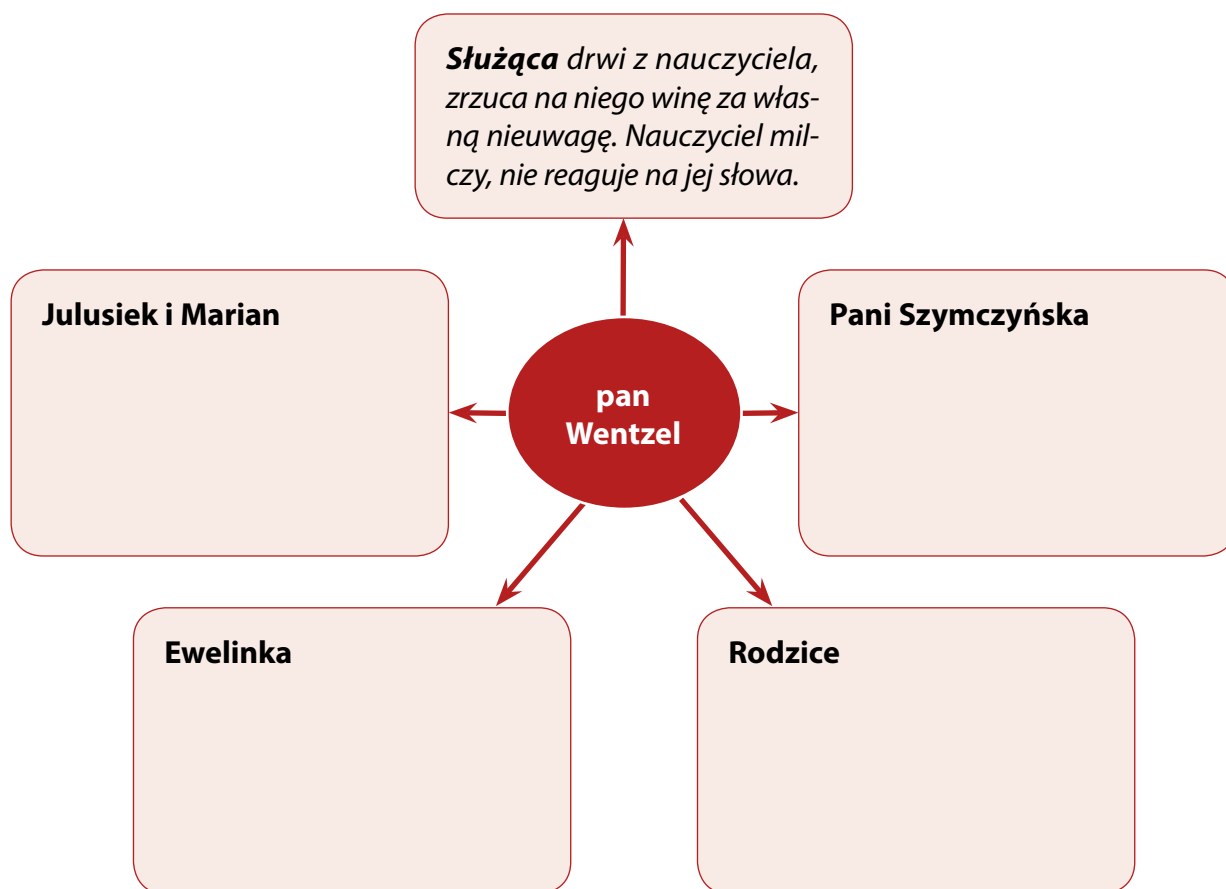 Służąca drwi z nauczyciela,
zrzuca na niego winę za włas-
ną nieuwagę. Nauczyciel mil-
czy, nie reaguje na jej słowa.
Julusiek i Marian
Pani Szymczyńska
pan
Wentzel
Ewelinka
Rodzice